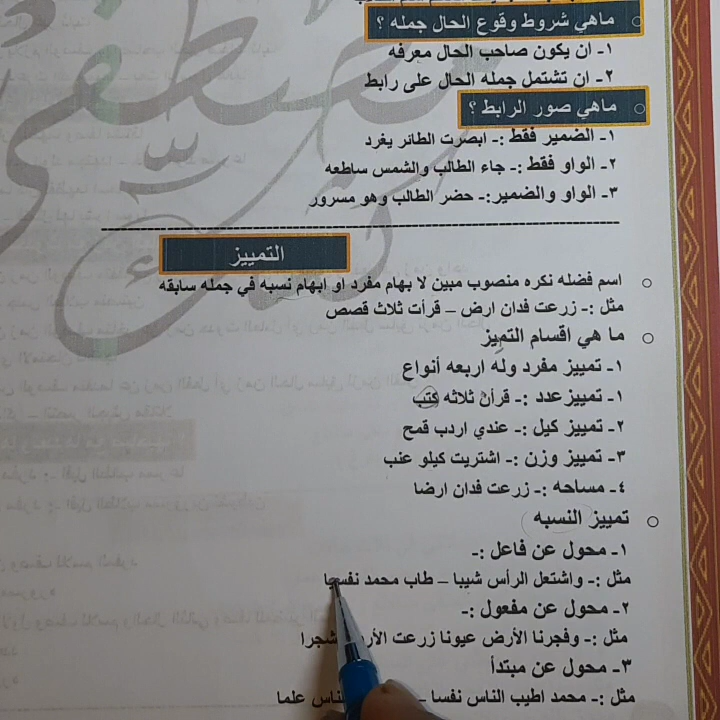 ماهي شروط وقوع الحال جمله ؟
١- ان يكون صاحب الحال معرفه
٢- ان تشتمل جمله الحال على رابط
ماهي صور الرابط ؟
١- الضمير فقط :- ابصرت الطائر يغرد
٢- الواو فقط :- جاء الطالب والشمس ساطعه
٣- الواو والضمير:- حضر الطالب وهو مسرور
التمييز
اسم فضله نكره منصوب مبين لا بهام مفرد او ابهام نسبه في جمله سابقه
مثل :- زرعت فدان ارض – قرأت ثلاث قصص
ما هي اقسام التميز
١- تمييز مفرد وله اربعه أنواع
١- تمييز عدد :- قرأن ثلاثه كتب
٢- تمييز كيل :- عندي اردب قمح
٣- تمييز وزن :- اشتريت كيلو عنب
٤- مساحه :- زرعت فدان ارضا
تمييز النسبه
١- محول عن فاعل :-
مثل :- واشتعل الرأس شيبا – طاب محمد
٢- محول عن مفعول :-
مثل :- وفجرنا الأرض عيونا زرعت شجرا
٣- محول عن مبتدأ
مثل :- محمد اطيب الناس نفسا – الناس علما